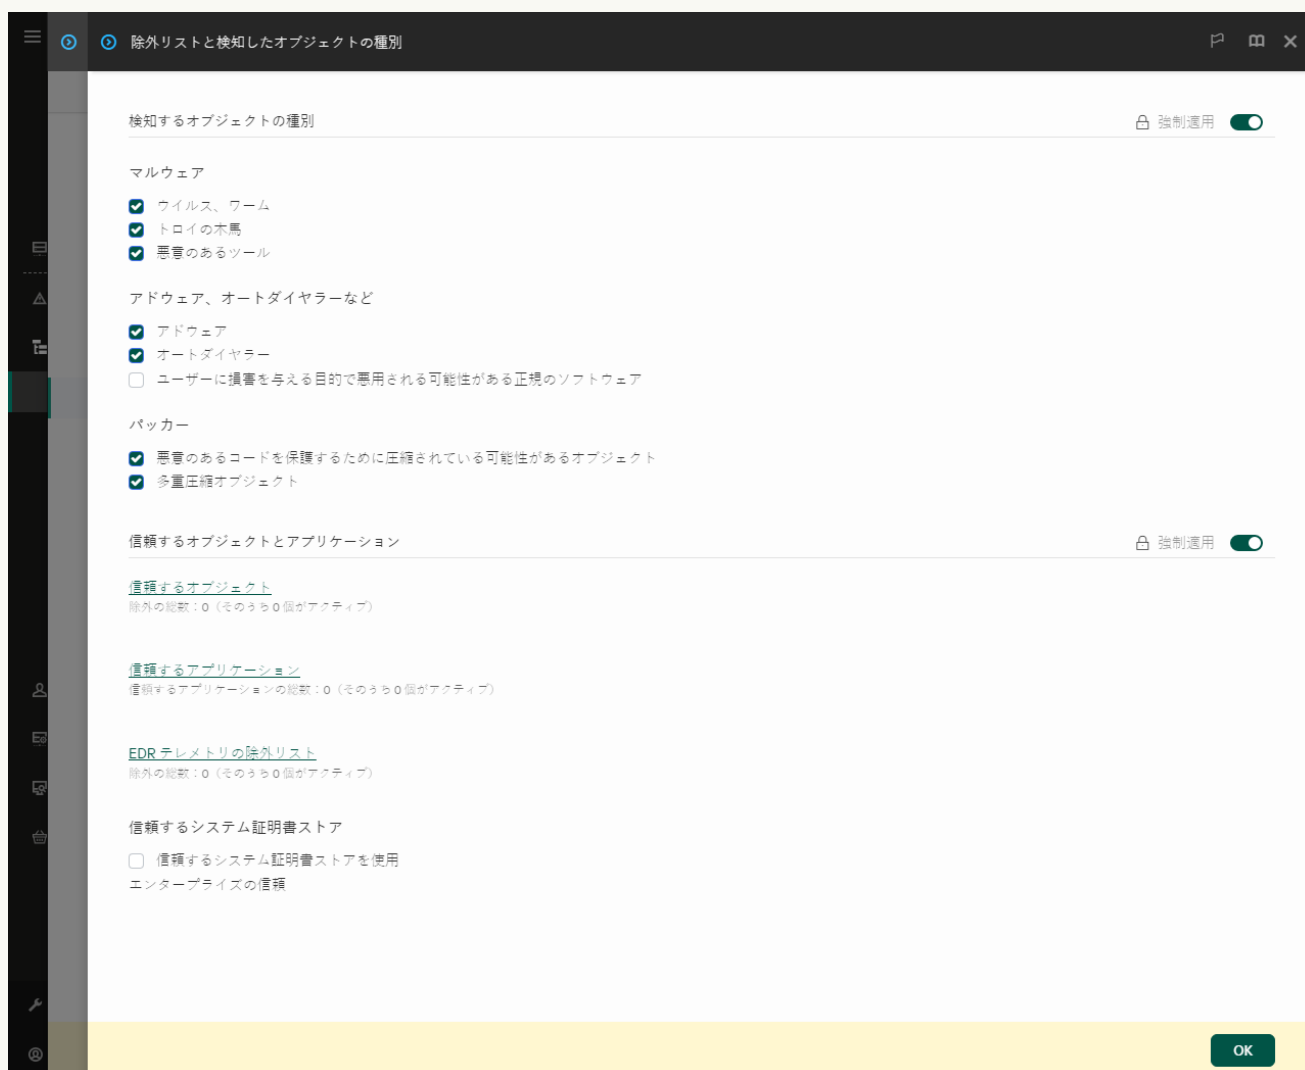 除外リストと検知したオブジェクトの種別
検知するオブジェクトの種別
強制適用
マルウェア
ウイルス、ワーム
トロイの木馬
悪意のあるツール
アドウェア、オートダイヤラーなど
アドウェア
オートダイヤラー
ユーザーに損害を与える目的で悪用される可能性がある正規のソフトウェア
パッカー
悪意のあるコードを保護するために圧縮されている可能性があるオブジェクト
多重圧縮オブジェクト
信頼するオブジェクトとアプリケーション
強制適用
信頼するオブジェクト
除外の総数：0（そのうち 0 個がアクティブ）
信頼するアプリケーション
信頼するアプリケーションの総数：0（そのうち 0 個がアクティブ）
EDR テレメトリの除外リスト
除外の総数：0（そのうち 0 個がアクティブ）
信頼するシステム証明書ストア
信頼するシステム証明書ストアを使用
エンタープライズの信頼
OK